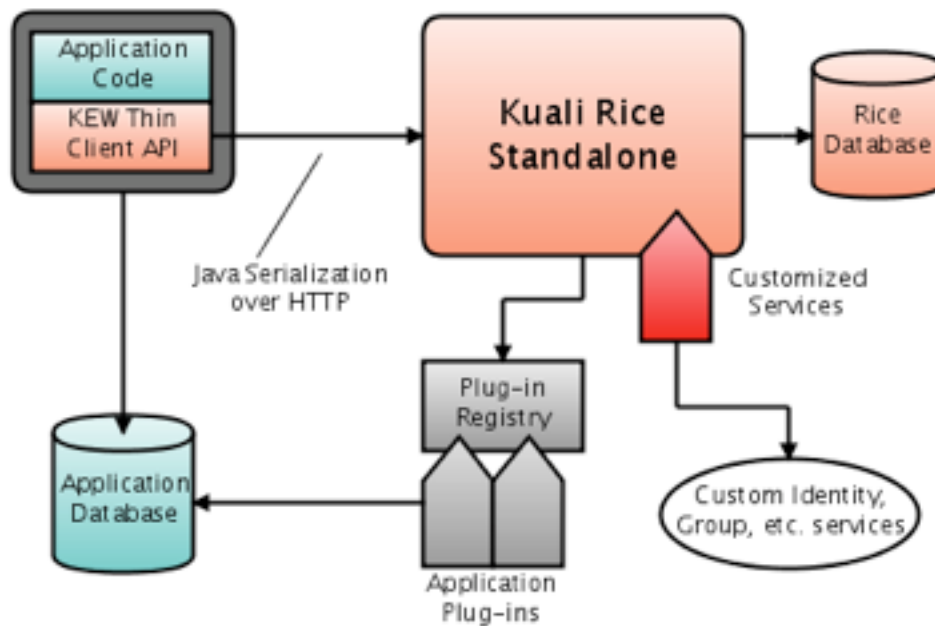 Application
Code
KEW Thin
Client API
Kuali Rice
Standalone
Rice
Database
Java Serialization
over HTTP
Customized
Services
Plug-in
Registry
Application
Database
Custom Identity,
Group, etc. services
Application
Plug-ins